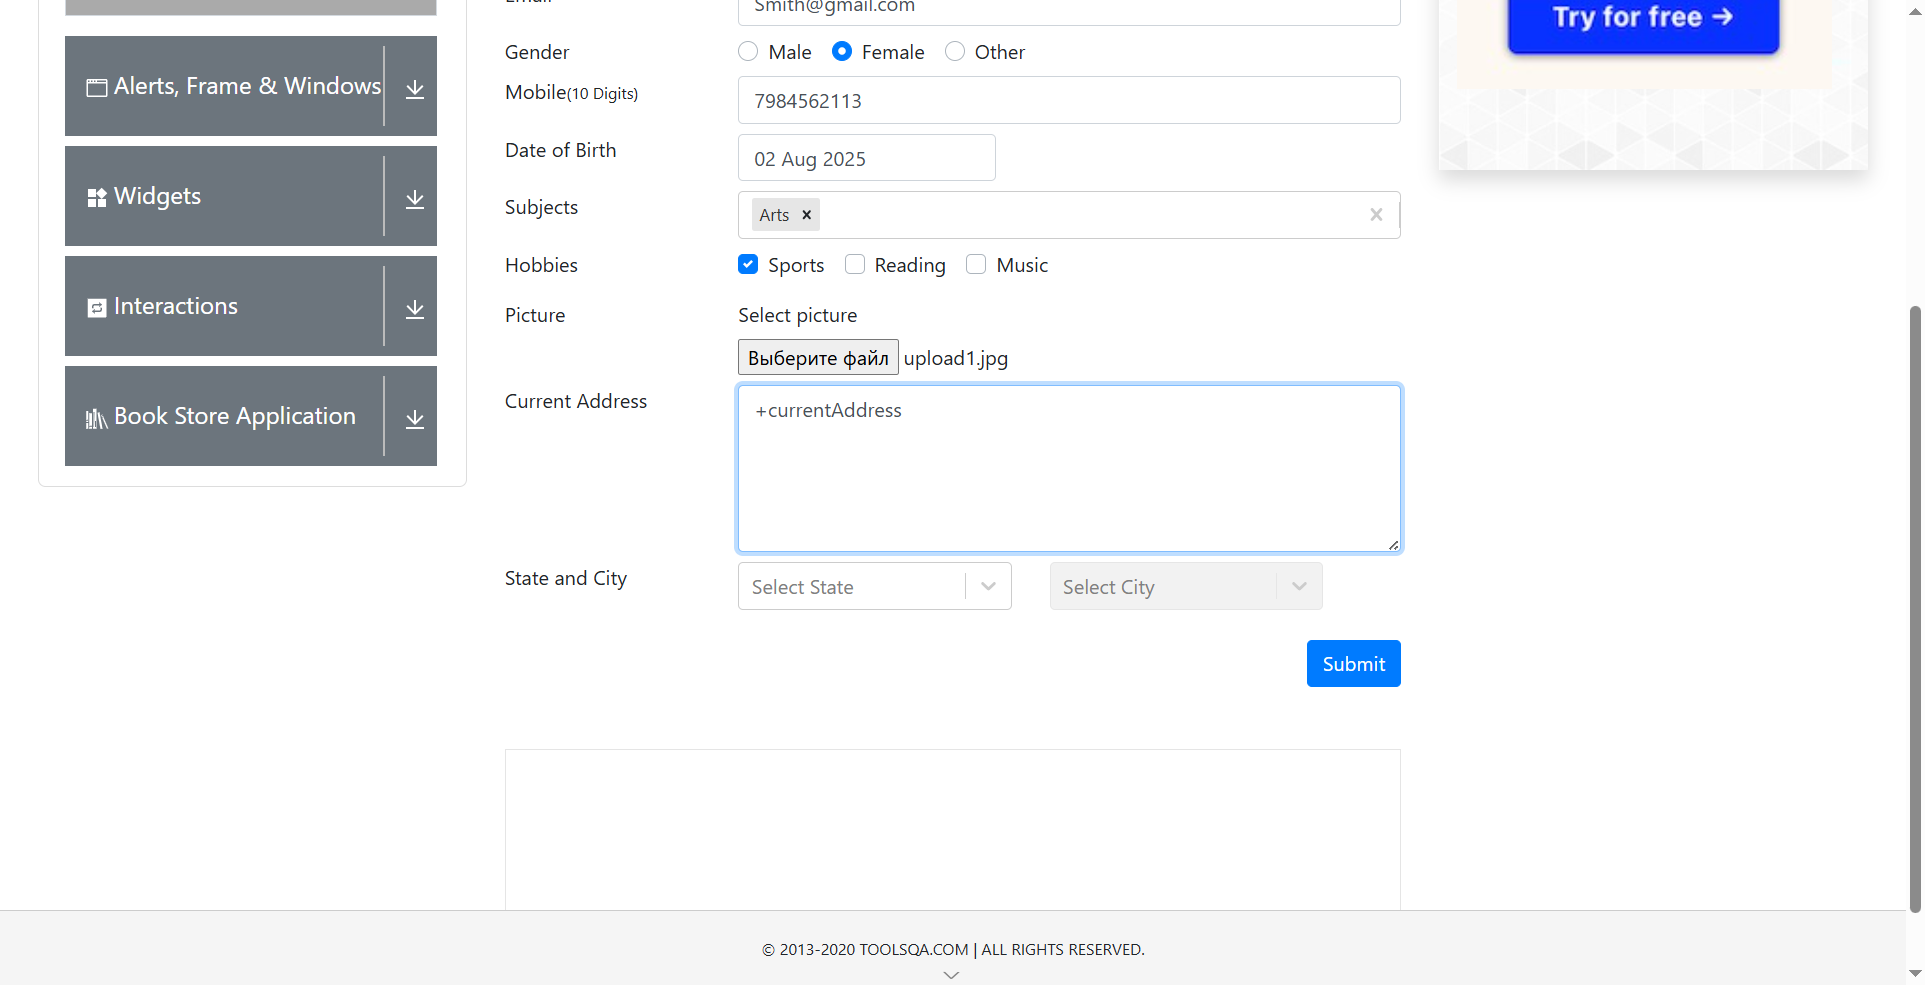 Email
Smith@gmail.com
Try for free →
Gender
Male
Female
Other
Mobile(10 Digits)
7984562113
Date of Birth
02 Aug 2025
Subjects
Arts ×
Hobbies
Sports
Reading
Music
Picture
Select picture
Выберите файл upload1.jpg
Current Address
+currentAddress
State and City
Select State
Select City
Submit
Alerts, Frame & Windows
Widgets
Interactions
Book Store Application
© 2013-2020 TOOLSQA.COM | ALL RIGHTS RESERVED.